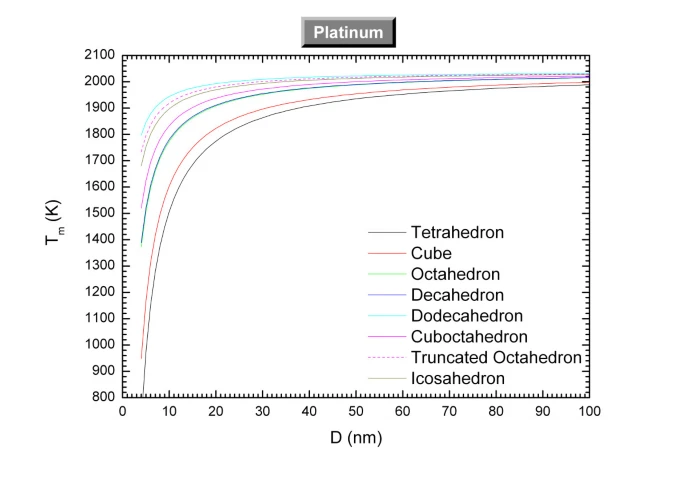 Platinum
2100
2000
1900
1800
1700
1600
1500
1400
1300
1200
1100
1000
900
800
Tm (K)
Tetrahedron
Cube
Octahedron
Decahedron
Dodecahedron
Cuboctahedron
Truncated Octahedron
Icosahedron
0 10 20 30 40 50 60 70 80 90 100
D (nm)